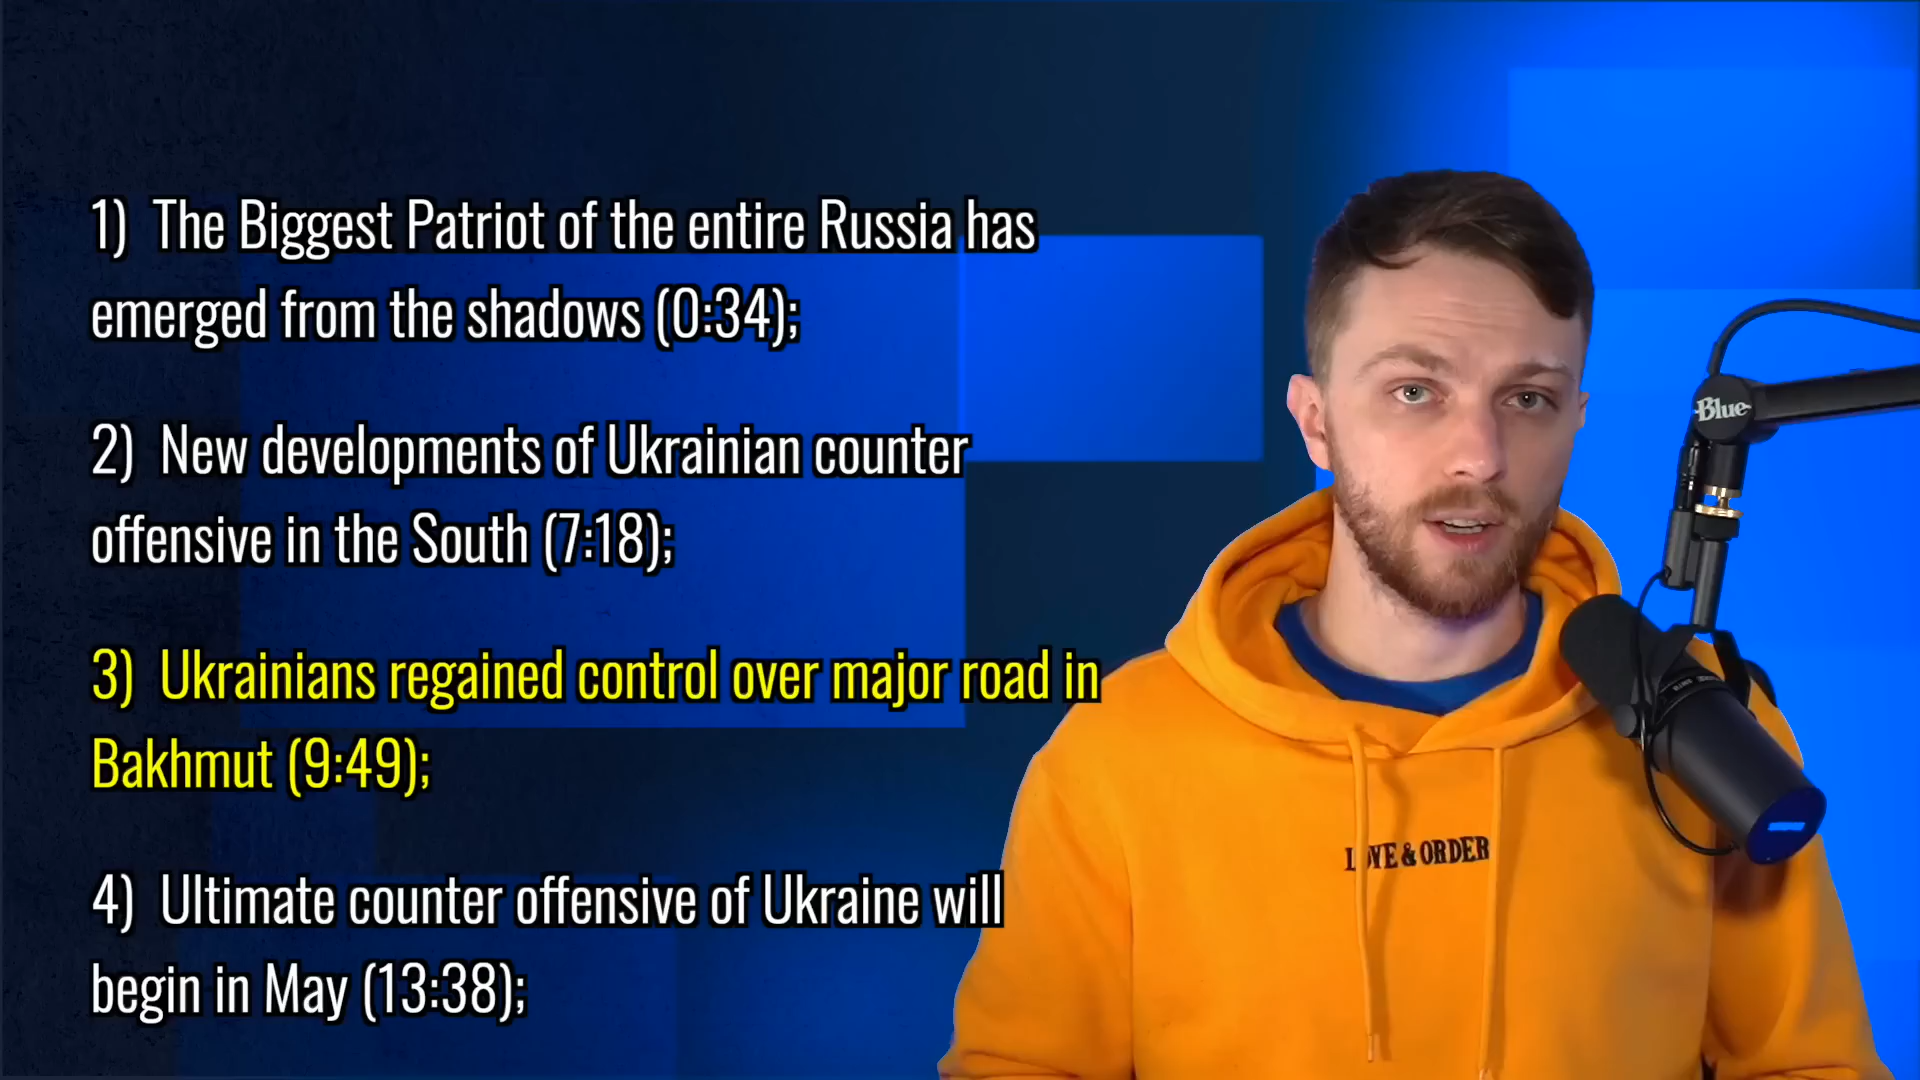 1) The Biggest Patriot of the entire Russia has
emerged from the shadows (0:34);
2) New developments of Ukrainian counter
offensive in the South (7:18);
3) Ukrainians regained control over major road in
Bakhmut (9:49);
4) Ultimate counter offensive of Ukraine will
begin in May (13:38);
Blue
LOVE & ORDER